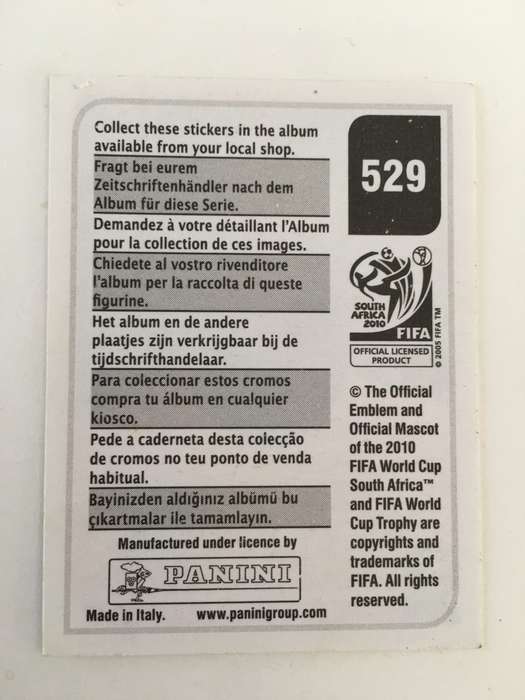 Collect these stickers in the album
available from your local shop.
Fragt bei eurem
Zeitschriftenhändler nach dem
Album für diese Serie.
Demandez à votre détaillant l'Album
pour la collection de ces images.
Chiedete al vostro rivenditore
l'album per la raccolta di queste
figurine.
Het album en de andere
plaatjes zijn verkrijgbaar bij de
tijdschrifthandelaar.
Para coleccionar estos cromos
compra tu álbum en cualquier
kiosco.
Pede a caderneta desta colecção
de cromos no teu ponto de venda
habitual.
Bayinizden aldığınız albümü bu
çıkartmalar ile tamamlayın.
Manufactured under licence by
PANINI
Made in Italy. www.paninigroup.com
529
SOUTH
AFRICA
2010
FIFA
OFFICIAL LICENSED
PRODUCT
© 2005 FIFA TM
© The Official
Emblem and
Official Mascot
of the 2010
FIFA World Cup
South Africa™
and FIFA World
Cup Trophy are
copyrights and
trademarks of
FIFA. All rights
reserved.